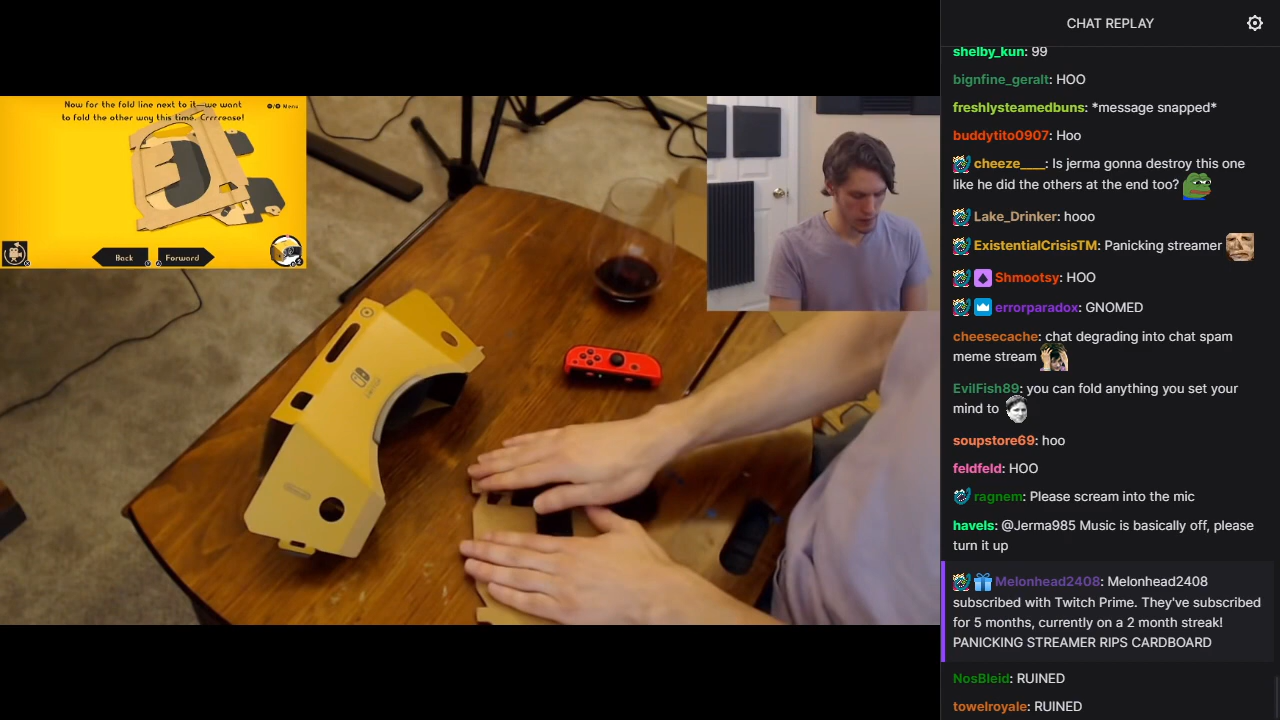 CHAT REPLAY
Now for the fold line next to it—we want
to fold the other way this time. Crrrrease!
Menu
Back
Forward
shelby_kun: 99
bignfine_geralt: HOO
freshlysteamedbuns: *message snapped*
buddytito0907: Hoo
cheeze____: Is jerma gonna destroy this one
like he did the others at the end too?
Lake_Drinker: hooo
ExistentialCrisisTM: Panicking streamer
Shmootsy: HOO
errorparadox: GNOMED
cheesecache: chat degrading into chat spam
meme stream
EvilFish89: you can fold anything you set your
mind to
soupstore69: hoo
feldfeld: HOO
ragnem: Please scream into the mic
havels: @Jerma985 Music is basically off, please
turn it up
Melonhead2408: Melonhead2408
subscribed with Twitch Prime. They've subscribed
for 5 months, currently on a 2 month streak!
PANICKING STREAMER RIPS CARDBOARD
NosBleid: RUINED
towelroyale: RUINED